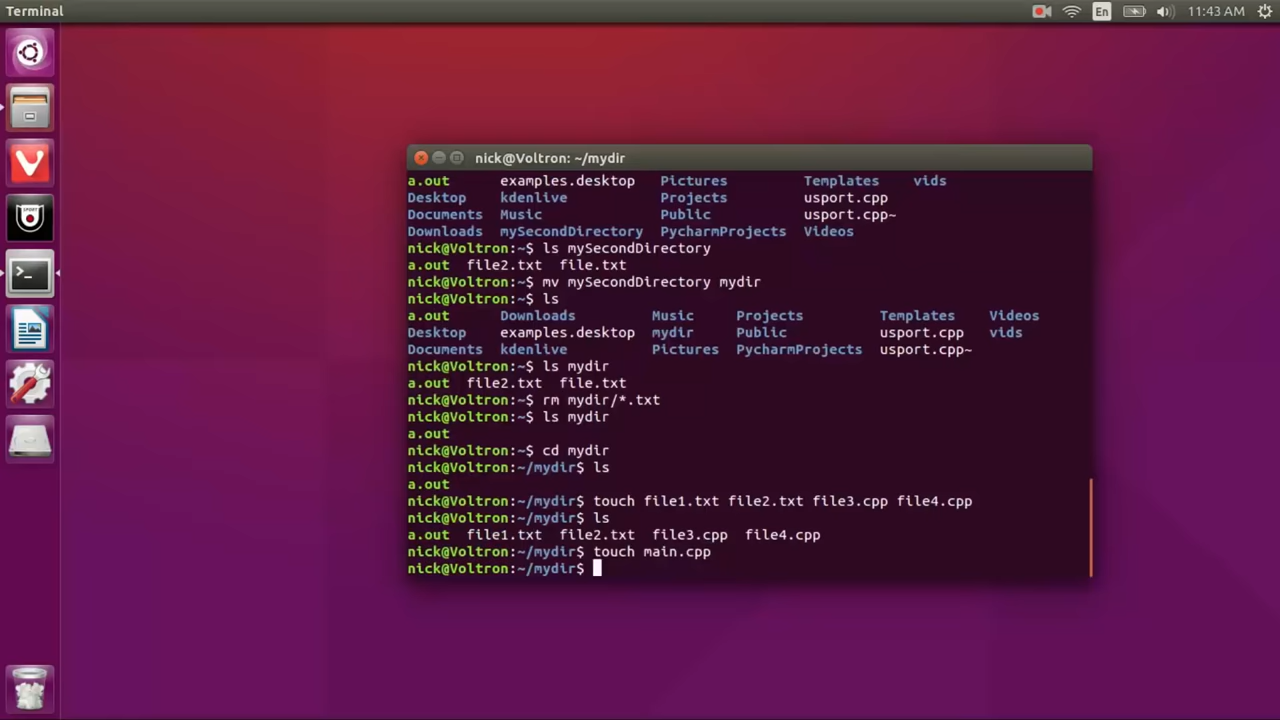 Terminal
En
11:43 AM
nick@Voltron: ~/mydir
a.out examples.desktop Pictures Templates vids
Desktop kdenlive Projects usport.cpp
Documents Music Public usport.cpp~
Downloads mySecondDirectory PycharmProjects Videos
nick@Voltron:~$ ls mySecondDirectory
a.out file2.txt file.txt
nick@Voltron:~$ mv mySecondDirectory mydir
nick@Voltron:~$ ls
a.out Downloads Music Projects Templates Videos
Desktop examples.desktop mydir Public usport.cpp vids
Documents kdenlive Pictures PycharmProjects usport.cpp~
nick@Voltron:~$ ls mydir
a.out file2.txt file.txt
nick@Voltron:~$ rm mydir/*.txt
nick@Voltron:~$ ls mydir
a.out
nick@Voltron:~$ cd mydir
nick@Voltron:~/mydir$ ls
a.out
nick@Voltron:~/mydir$ touch file1.txt file2.txt file3.cpp file4.cpp
nick@Voltron:~/mydir$ ls
a.out file1.txt file2.txt file3.cpp file4.cpp
nick@Voltron:~/mydir$ touch main.cpp
nick@Voltron:~/mydir$